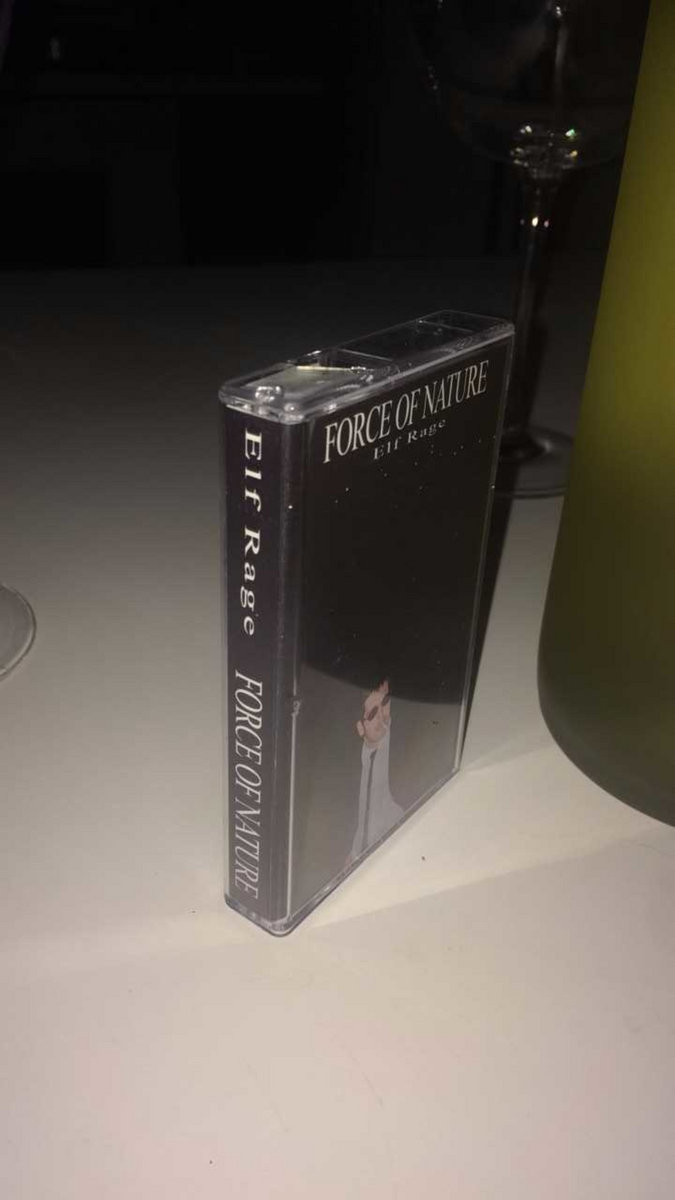 FORCE OF NATURE
Elf Rage
Elf Rage FORCE OF NATURE